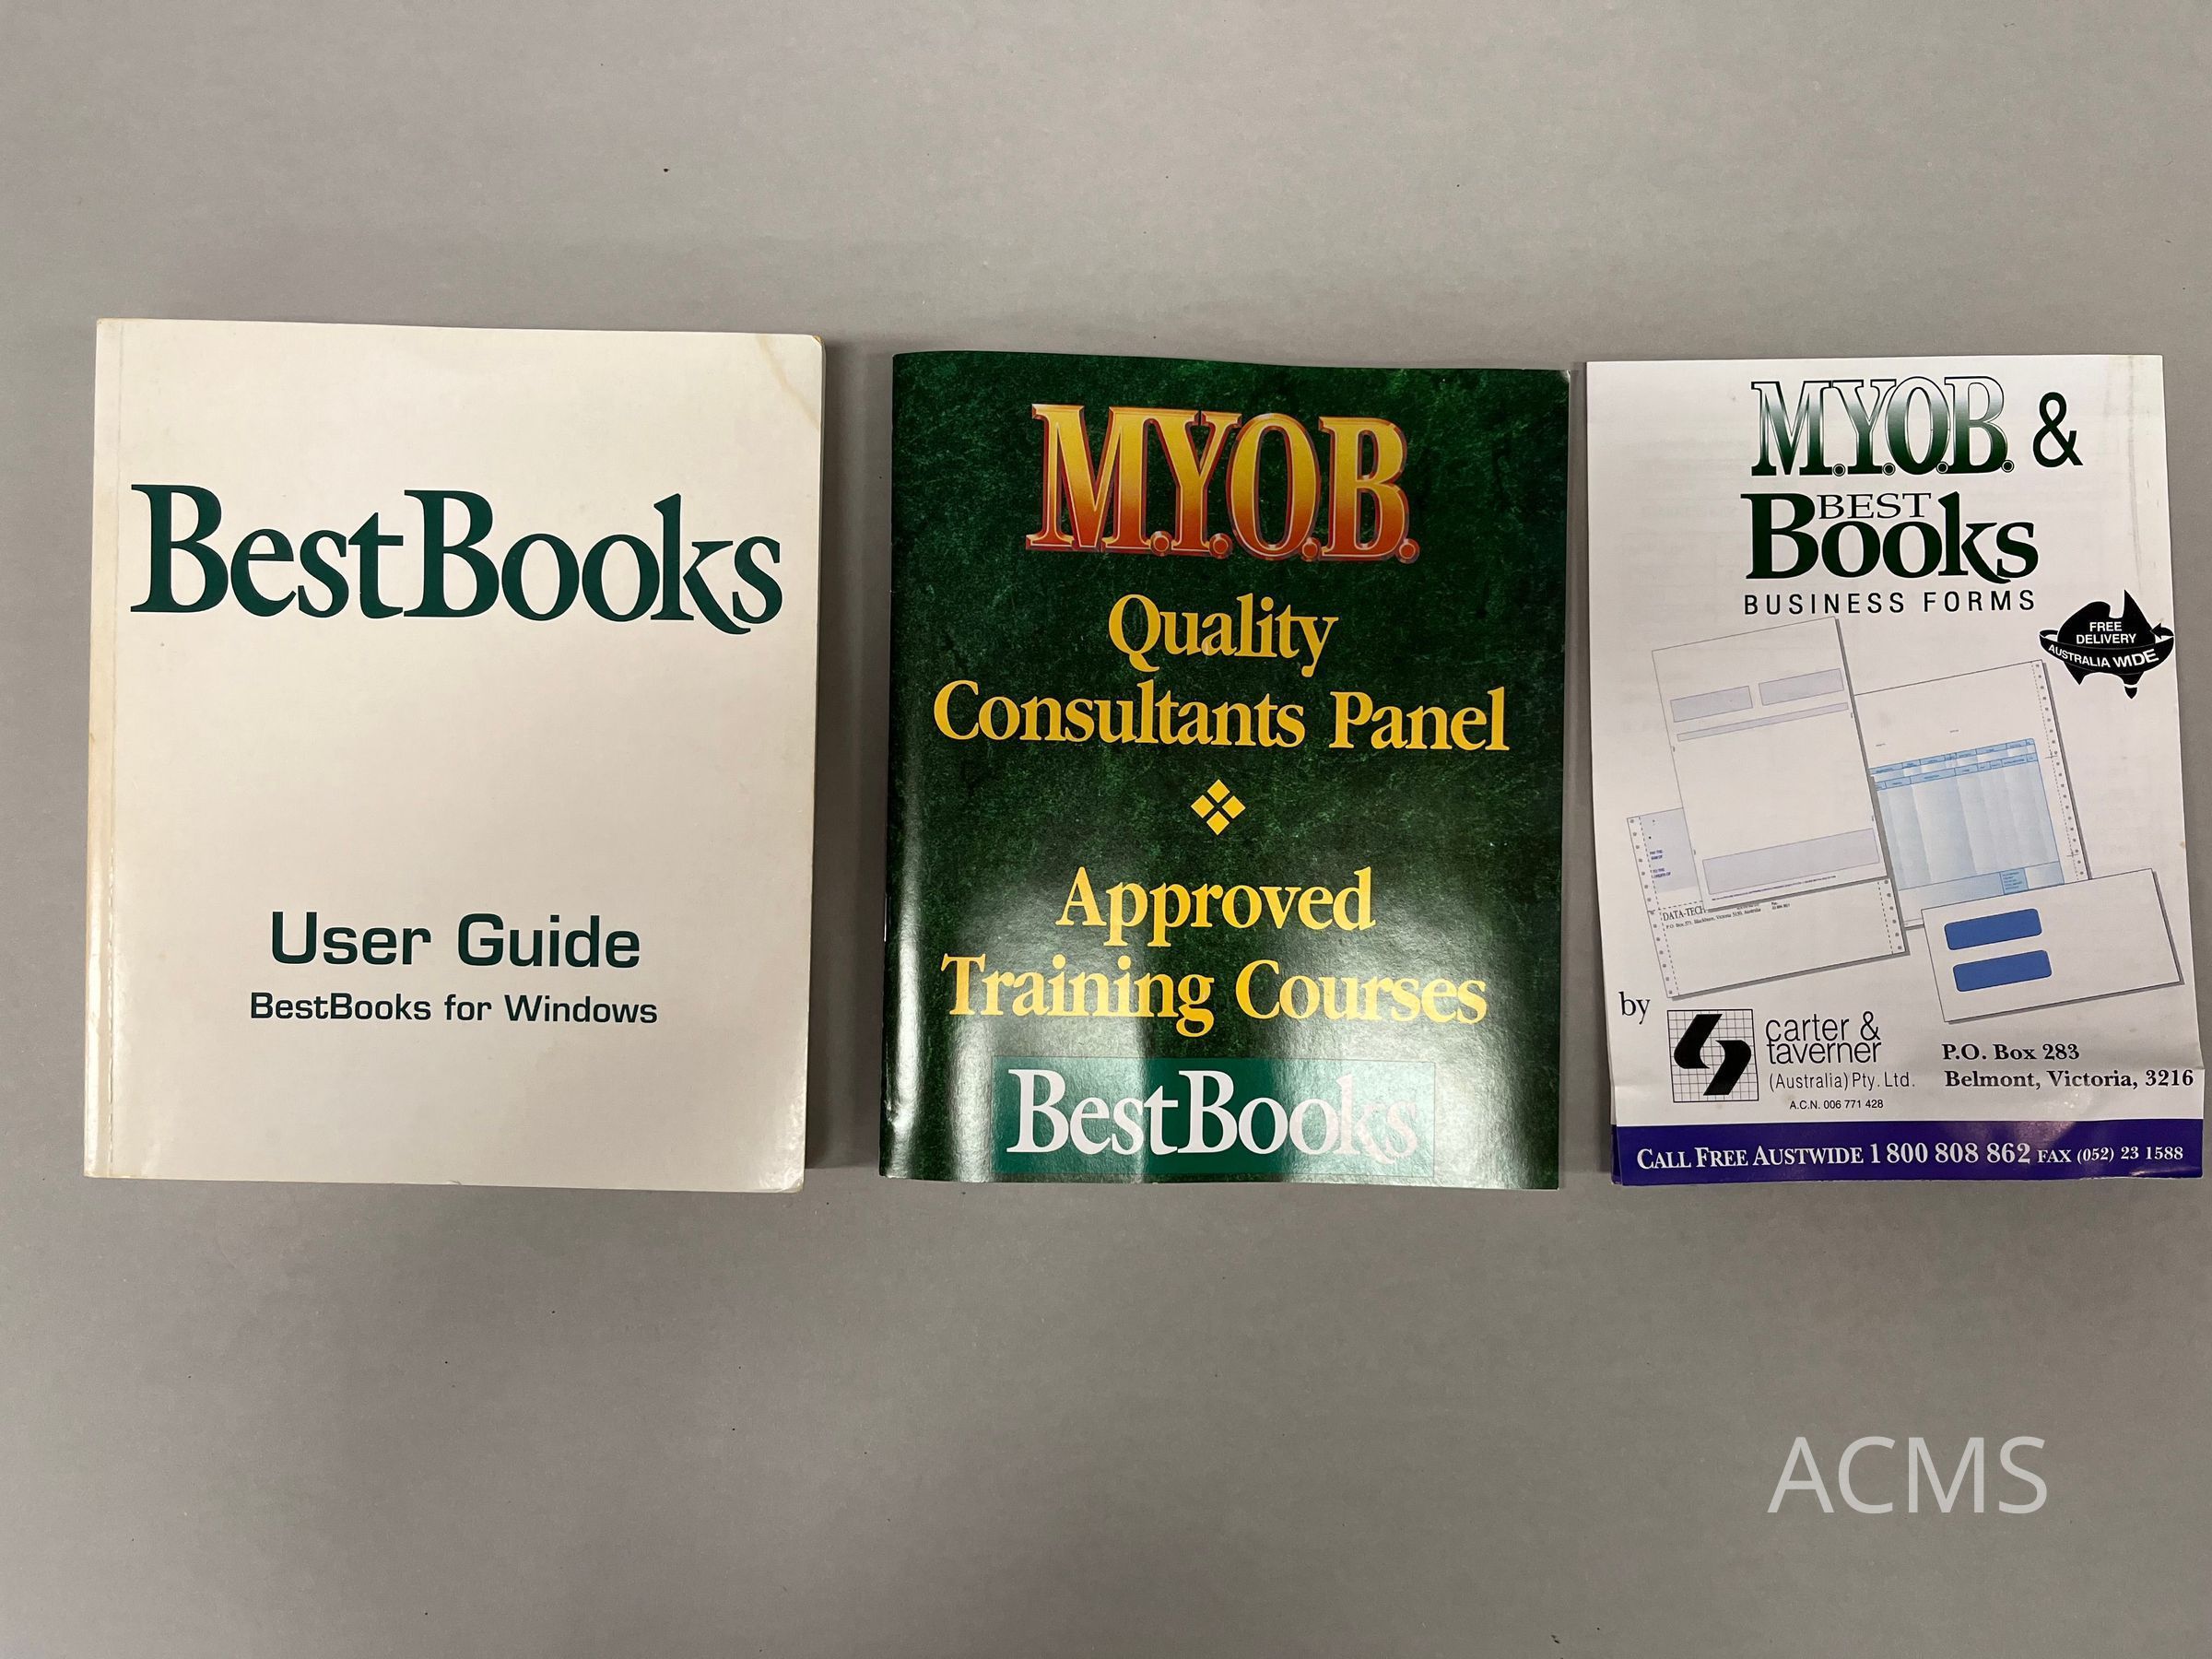 BestBooks
User Guide
BestBooks for Windows
M.Y.O.B.
Quality
Consultants Panel
Approved
Training Courses
BestBooks
M.Y.O.B. &
BEST
Books
BUSINESS FORMS
FREE
DELIVERY
AUSTRALIA WIDE
DATA-TECH
by
carter &
taverner
(Australia) Pty. Ltd.
A.C.N. 006 771 428
P.O. Box 283
Belmont, Victoria, 3216
CALL FREE AUSTWIDE 1 800 808 862 FAX (052) 23 1588
ACMS